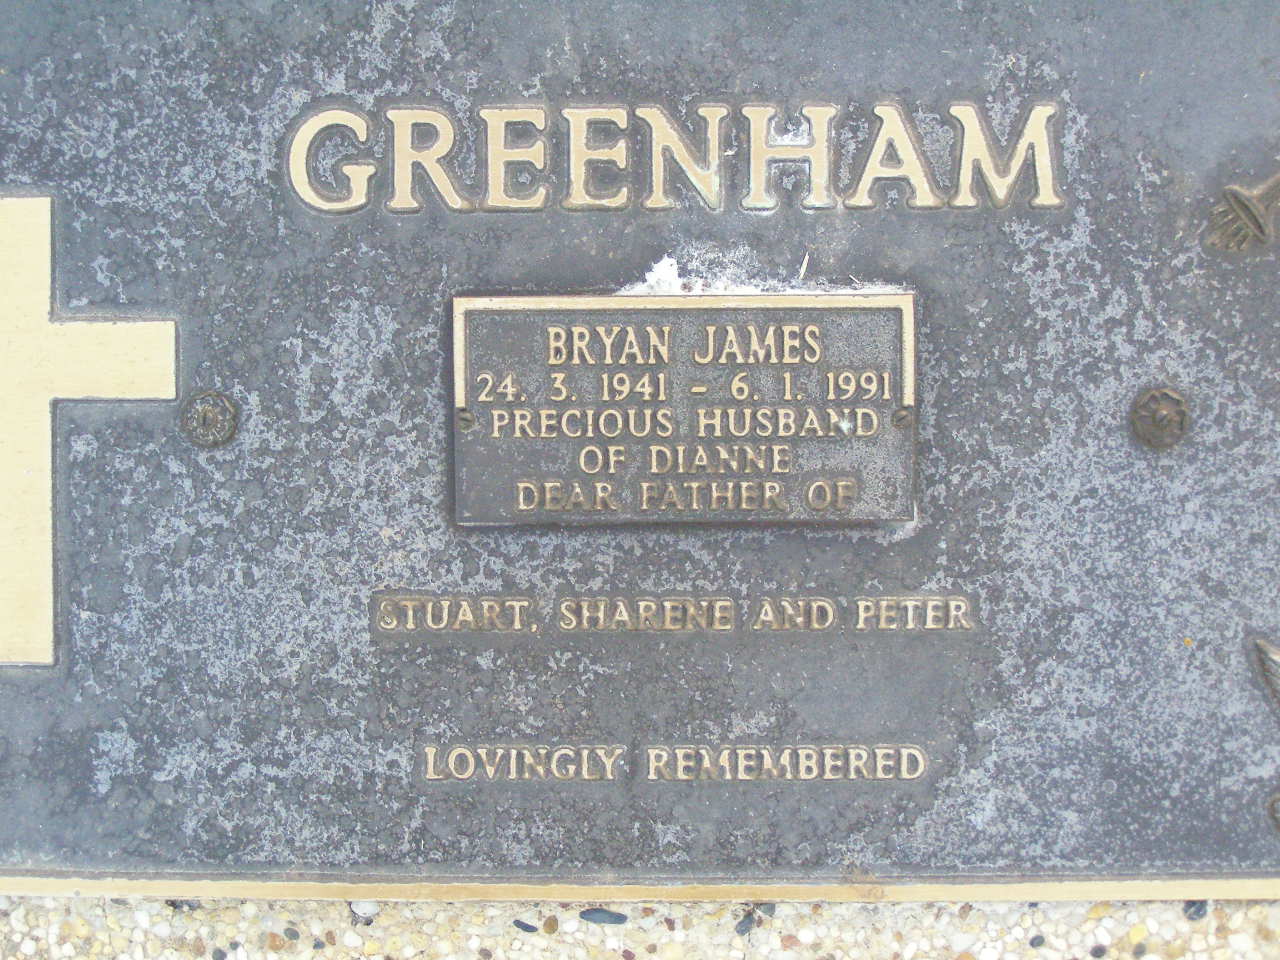 GREENHAM
BRYAN JAMES
24. 3. 1941 - 6. 1. 1991
PRECIOUS HUSBAND
OF DIANNE
DEAR FATHER OF
STUART, SHARENE AND PETER
LOVINGLY REMEMBERED